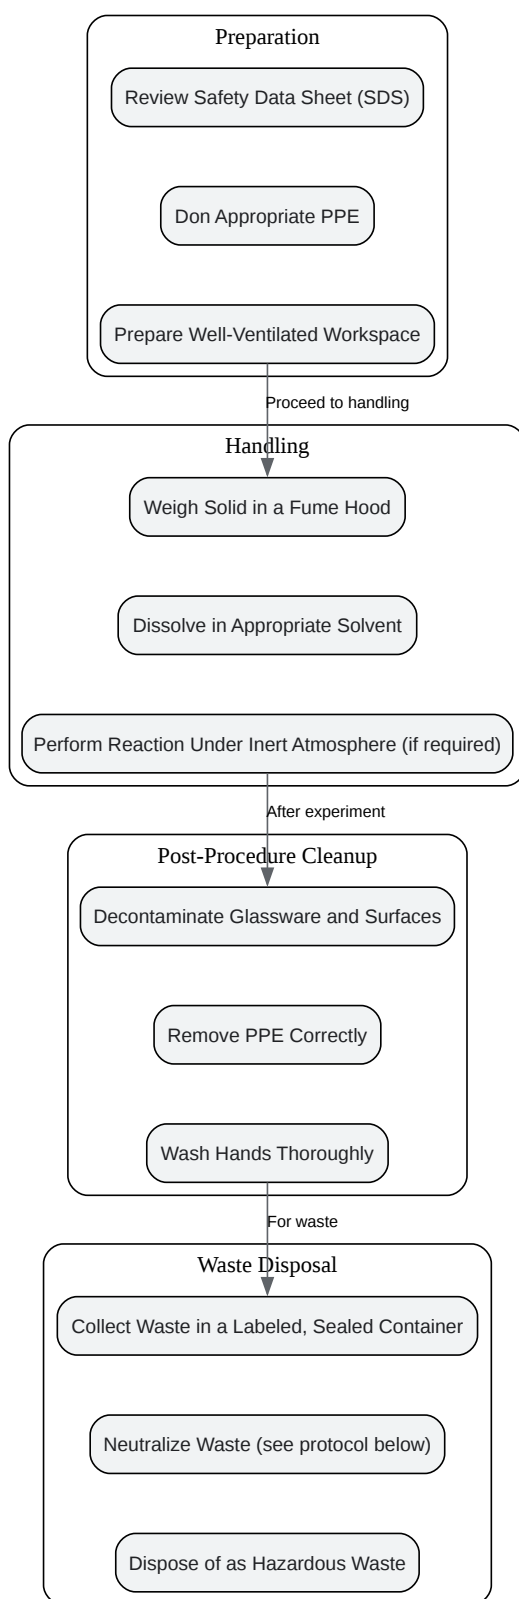 Preparation
Review Safety Data Sheet (SDS)
Don Appropriate PPE
Prepare Well-Ventilated Workspace
Proceed to handling
Handling
Weigh Solid in a Fume Hood
Dissolve in Appropriate Solvent
Perform Reaction Under Inert Atmosphere (if required)
After experiment
Post-Procedure Cleanup
Decontaminate Glassware and Surfaces
Remove PPE Correctly
Wash Hands Thoroughly
For waste
Waste Disposal
Collect Waste in a Labeled, Sealed Container
Neutralize Waste (see protocol below)
Dispose of as Hazardous Waste